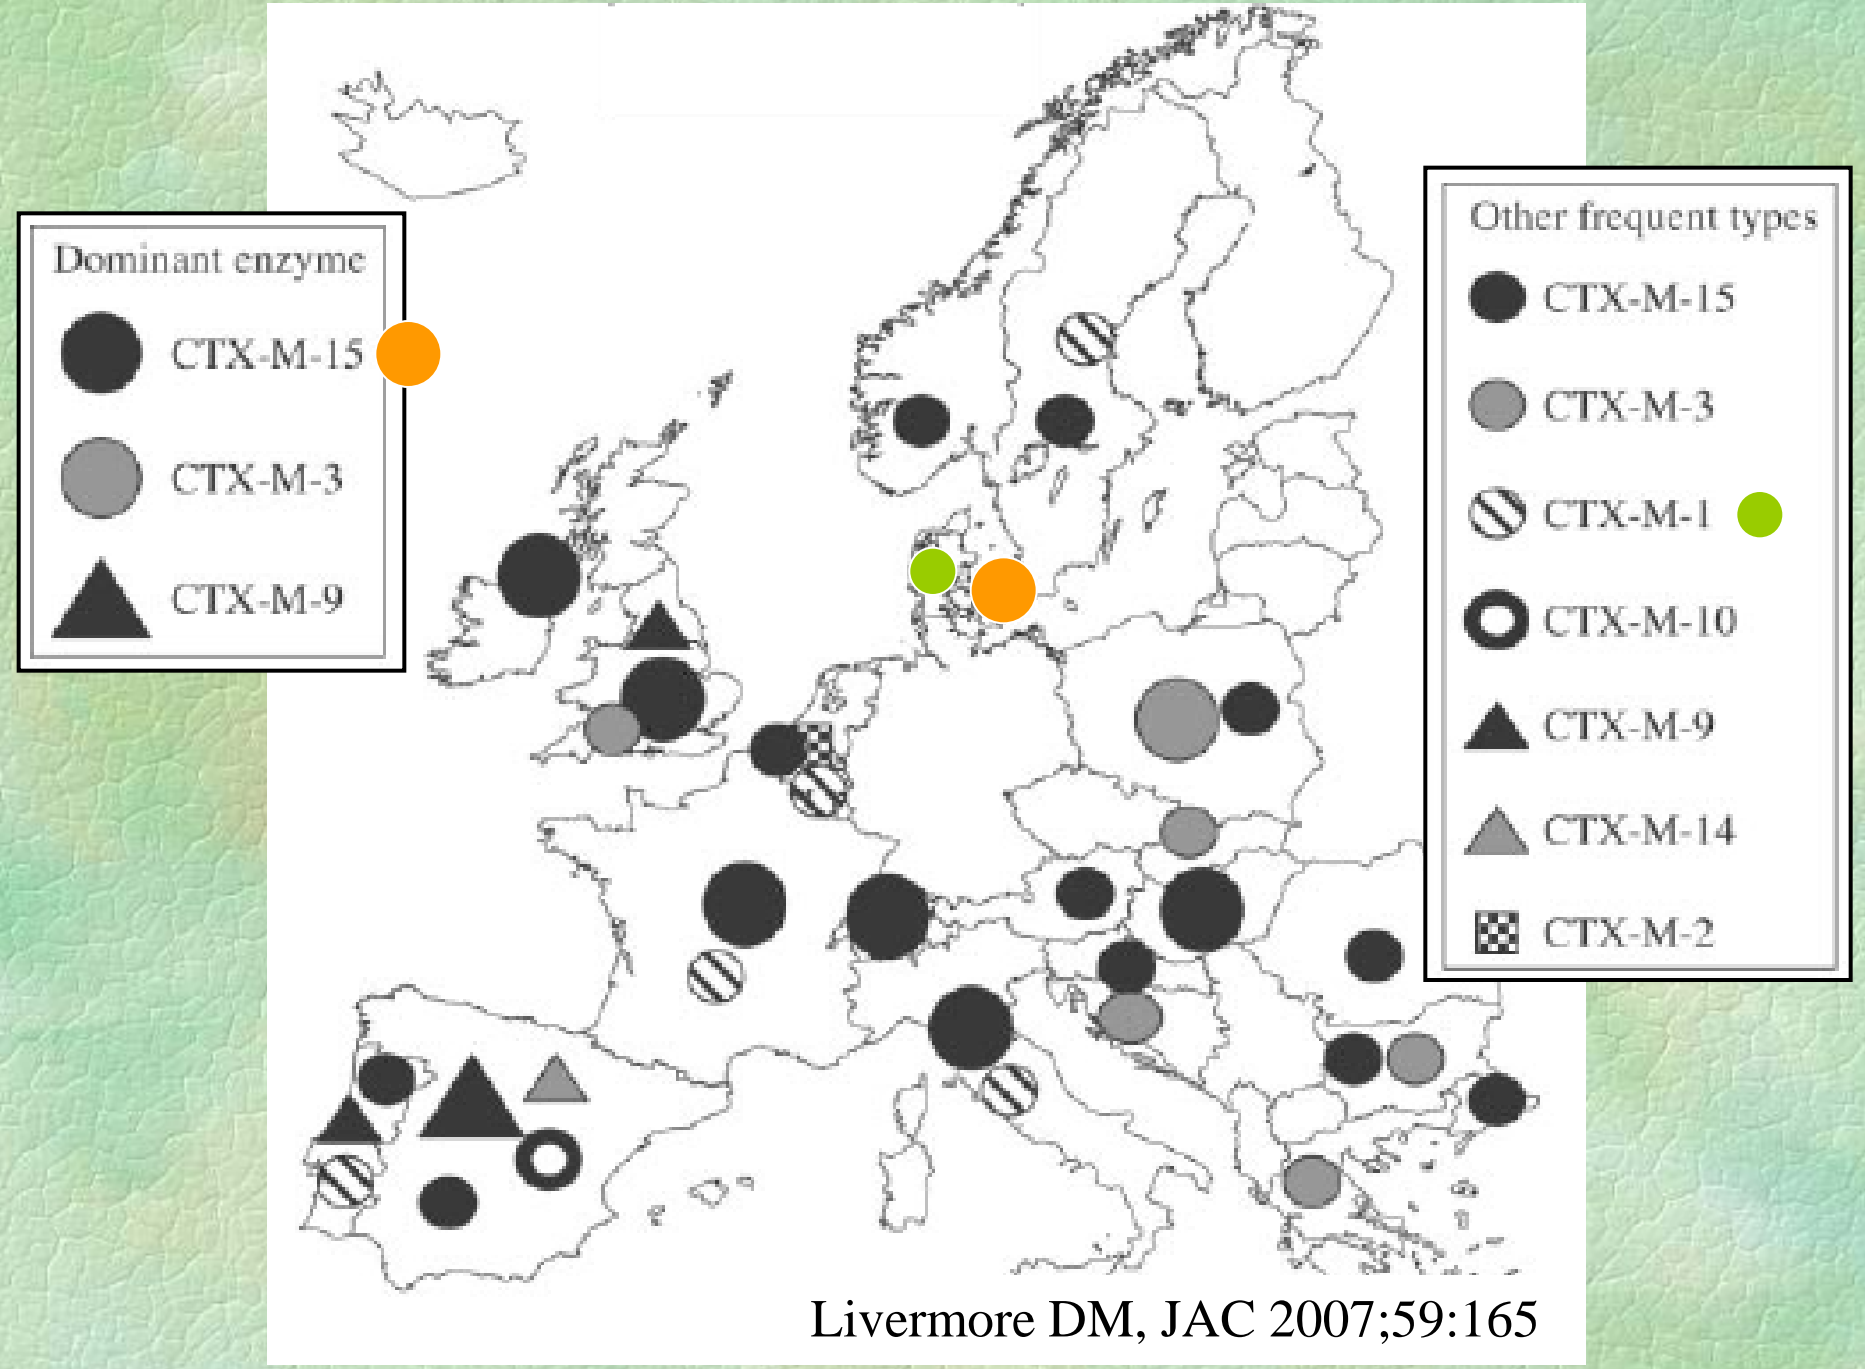 Dominant enzyme
CTX-M-15
CTX-M-3
CTX-M-9
Other frequent types
CTX-M-15
CTX-M-3
CTX-M-1
CTX-M-10
CTX-M-9
CTX-M-14
CTX-M-2
Livermore DM, JAC 2007;59:165